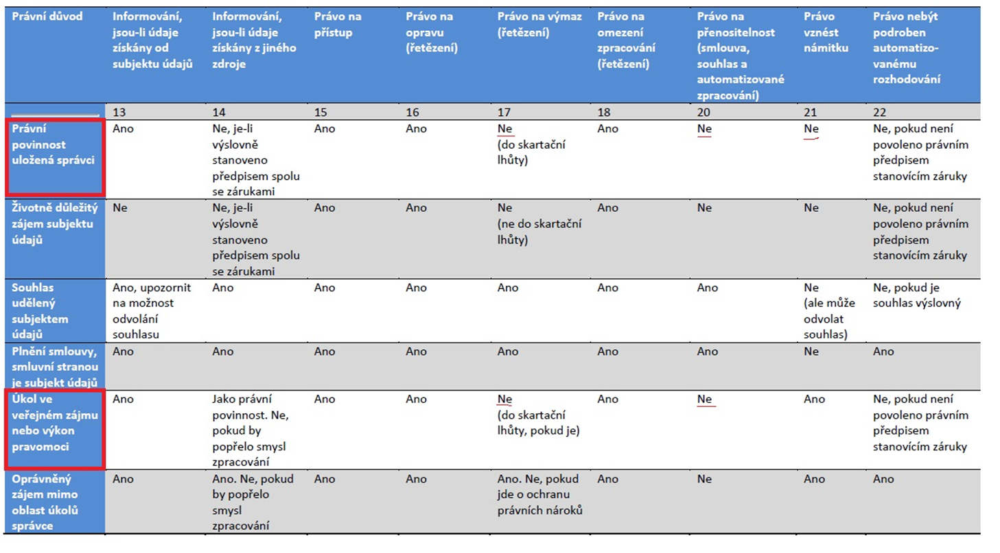 Právní důvod
Informování,
jsou-li údaje
získány od
subjektu údajů
Informování,
jsou-li údaje
získány z jiného
zdroje
Právo na
přístup
Právo na
opravu
(řetězení)
Právo na výmaz
(řetězení)
Právo na
omezení
zpracování
(řetězení)
Právo na
přenositelnost
(smlouva,
souhlas a
automatizované
zpracování)
Právo
vznést
námitku
Právo nebýt
podroben
automatizo-
vanému
rozhodování
13
14
15
16
17
18
20
21
22
Právní
povinnost
uložená správci
Ano
Ne, je-li
výslovně
stanoveno
předpisem spolu
se zárukami
Ano
Ano
Ne
(do skartační
lhůty)
Ano
Ne
Ne
Ne, pokud není
povoleno právním
předpisem
stanovícím záruky
Životně důležitý
zájem subjektu
údajů
Ne
Ne, je-li
výslovně
stanoveno
předpisem spolu
se zárukami
Ano
Ano
Ne
(ne do skartační
lhůty)
Ano
Ne
Ne
Ne, pokud není
povoleno právním
předpisem
stanovícím záruky
Souhlas
udělený
subjektem
údajů
Ano, upozornit
na možnost
odvolání
souhlasu
Ano
Ano
Ano
Ano
Ano
Ano
Ne
(ale může
odvolat
souhlas)
Ne, pokud je
souhlas výslovný
Plnění smlouvy,
smluvní stranou
je subjekt údajů
Ano
Ano
Ano
Ano
Ano
Ano
Ano
Ne
Ano
Úkol ve
veřejném zájmu
nebo výkon
pravomoci
Ano
Jako právní
povinnost. Ne,
pokud by
popřelo smysl
zpracování
Ano
Ano
Ne
(do skartační
lhůty, pokud je)
Ano
Ne
Ano
Ne, pokud není
povoleno právním
předpisem
stanovícím záruky
Oprávněný
zájem mimo
oblast úkolů
správce
Ano
Ano. Ne, pokud
by popřelo
smysl
zpracování
Ano
Ano
Ano. Ne, pokud
jde o ochranu
právních nároků
Ano
Ne
Ano
Ano